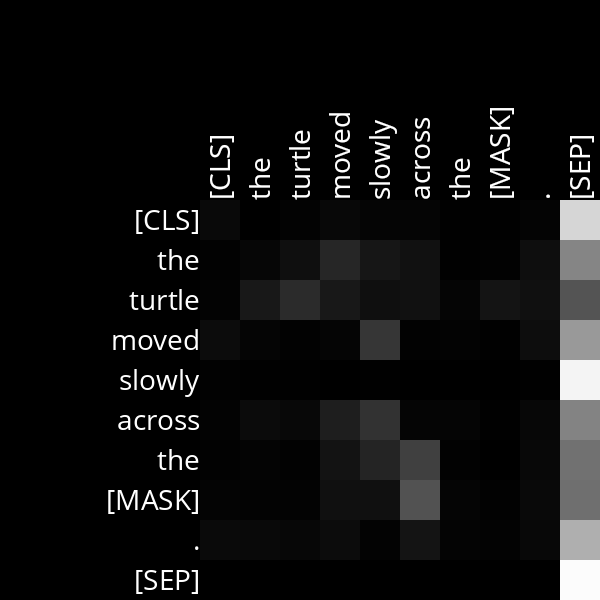 [CLS] the turtle moved slowly across the [MASK] . [SEP]
[CLS]
the
turtle
moved
slowly
across
the
[MASK]
.
[SEP]